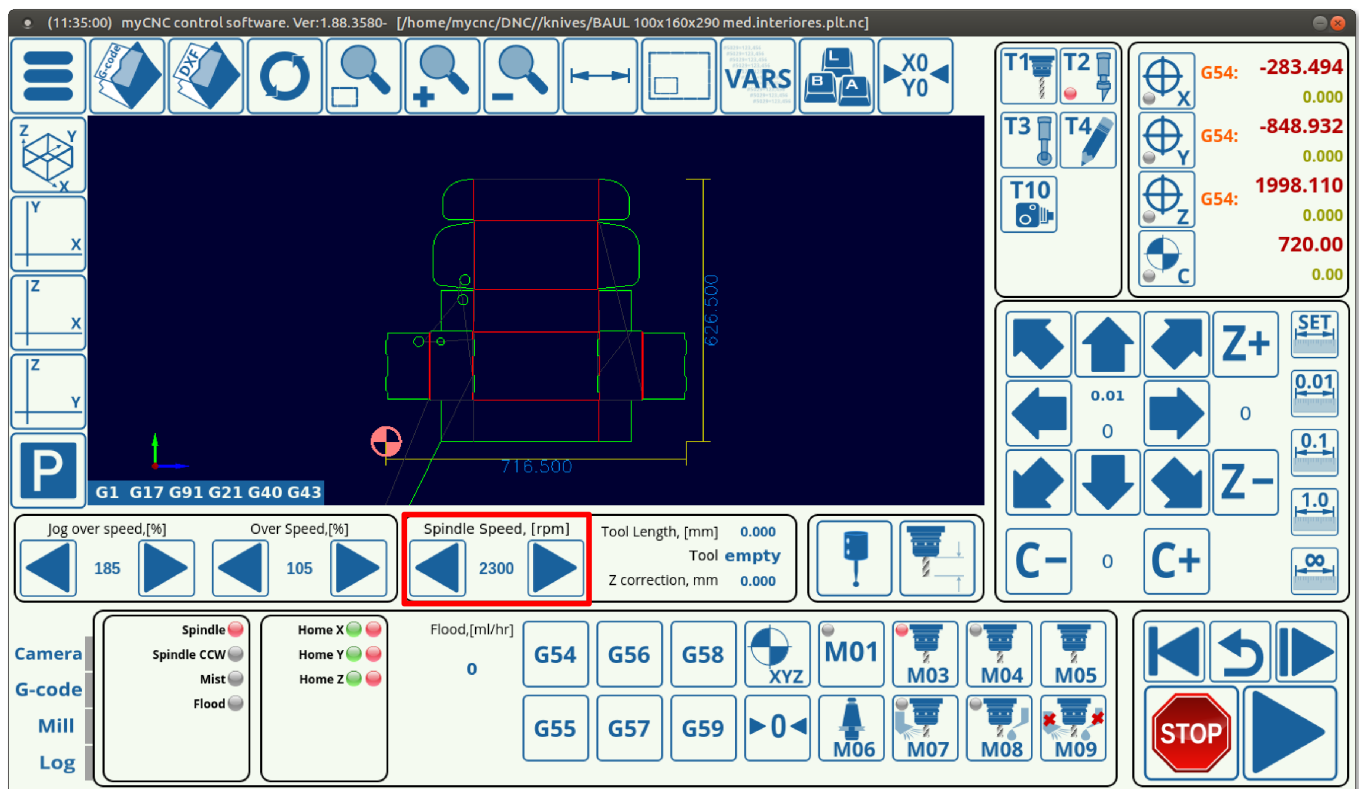 (11:35:00) myCNC control software. Ver:1.88.3580- [/home/mycnc/DNC//knives/BAUL 100x160x290 med.interiores.plt.nc]
G-code
DXF
VARS
L
B
A
X0
Y0
T1
T2
T3
T4
T10
X
G54:
-283.494
0.000
Y
G54:
-848.932
0.000
Z
G54:
1998.110
0.000
C
720.00
0.00
Z
Y
X
Y
X
Z
X
Z
Y
P
626.500
716.500
G1 G17 G91 G21 G40 G43
Z+
SET
0.01
0
0
0.01
0.1
Z-
1.0
C-
0
C+
∞
Jog over speed,[%]
185
Over Speed,[%]
105
Spindle Speed, [rpm]
2300
Tool Length, [mm] 0.000
Tool empty
Z correction, mm 0.000
Camera
G-code
Mill
Log
Spindle
Spindle CCW
Mist
Flood
Home X
Home Y
Home Z
Flood,[ml/hr]
0
G54
G56
G58
XYZ
M01
M03
M04
M05
G55
G57
G59
0
M06
M07
M08
M09
STOP